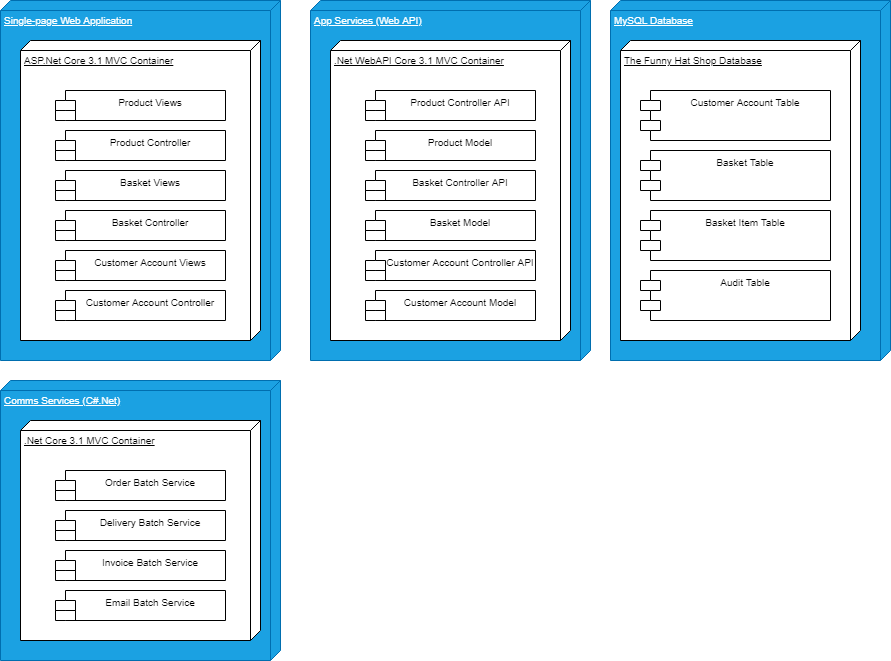 Single-page Web Application
ASP.Net Core 3.1 MVC Container
Product Views
Product Controller
Basket Views
Basket Controller
Customer Account Views
Customer Account Controller
App Services (Web API)
.Net WebAPI Core 3.1 MVC Container
Product Controller API
Product Model
Basket Controller API
Basket Model
Customer Account Controller API
Customer Account Model
MySQL Database
The Funny Hat Shop Database
Customer Account Table
Basket Table
Basket Item Table
Audit Table
Comms Services (C#.Net)
.Net Core 3.1 MVC Container
Order Batch Service
Delivery Batch Service
Invoice Batch Service
Email Batch Service